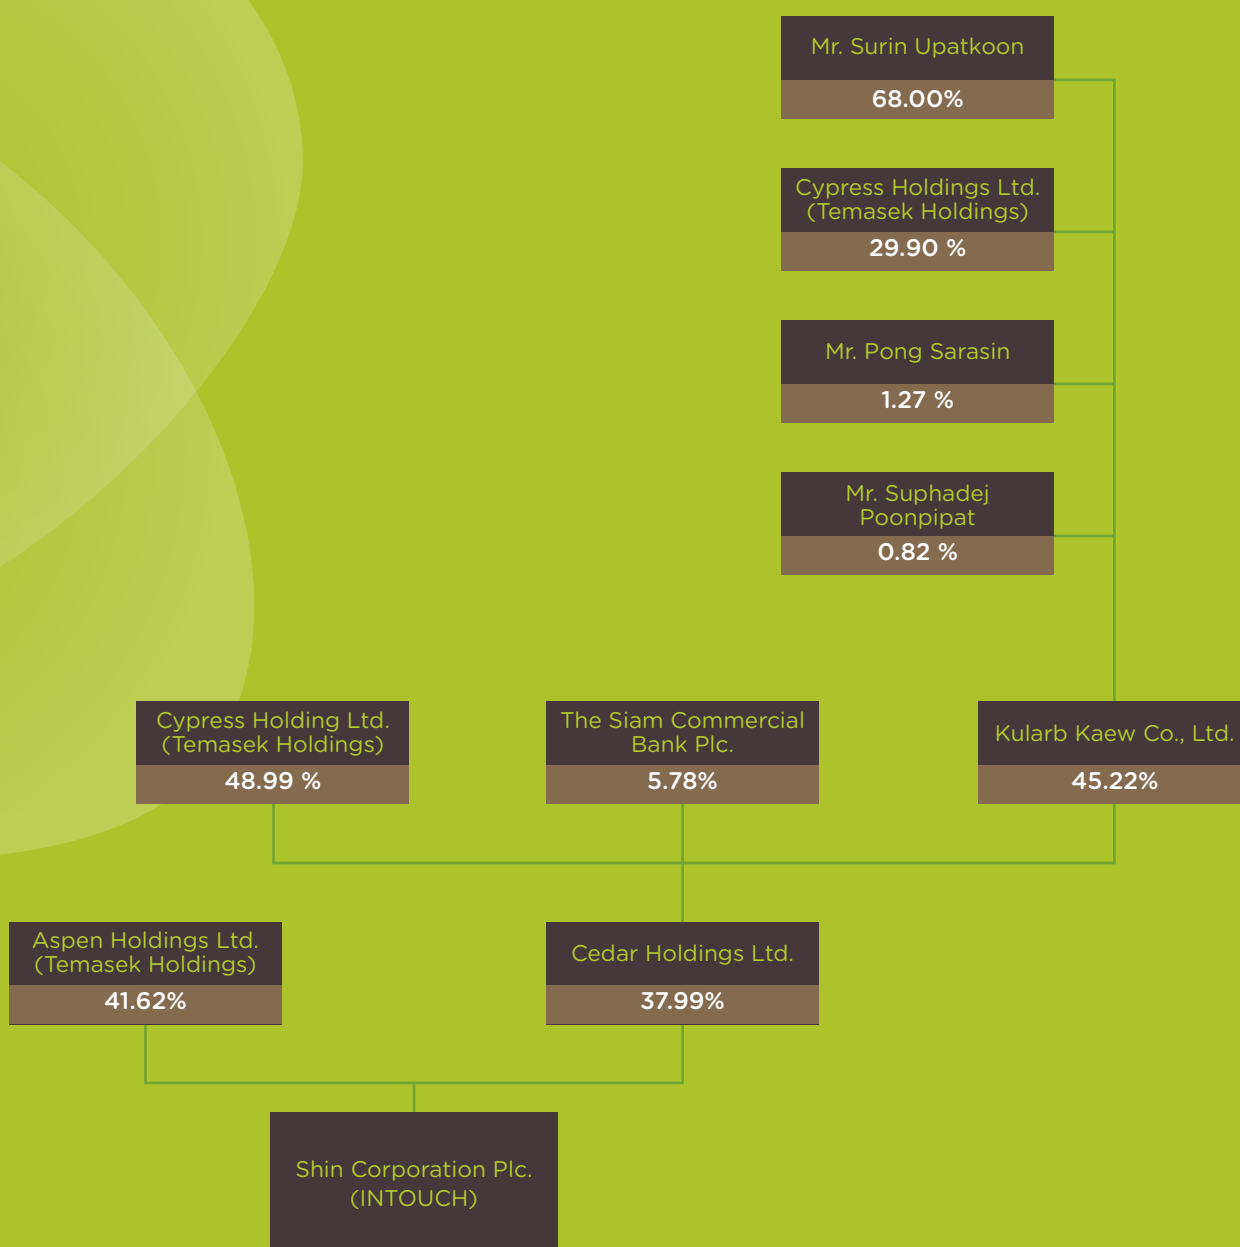 Mr. Surin Upatkoon
68.00%
Cypress Holdings Ltd.
(Temasek Holdings)
29.90 %
Mr. Pong Sarasin
1.27 %
Mr. Suphadej
Poonpipat
0.82 %
Cypress Holding Ltd.
(Temasek Holdings)
48.99 %
The Siam Commercial
Bank Plc.
5.78%
Kularb Kaew Co., Ltd.
45.22%
Aspen Holdings Ltd.
(Temasek Holdings)
41.62%
Cedar Holdings Ltd.
37.99%
Shin Corporation Plc.
(INTOUCH)